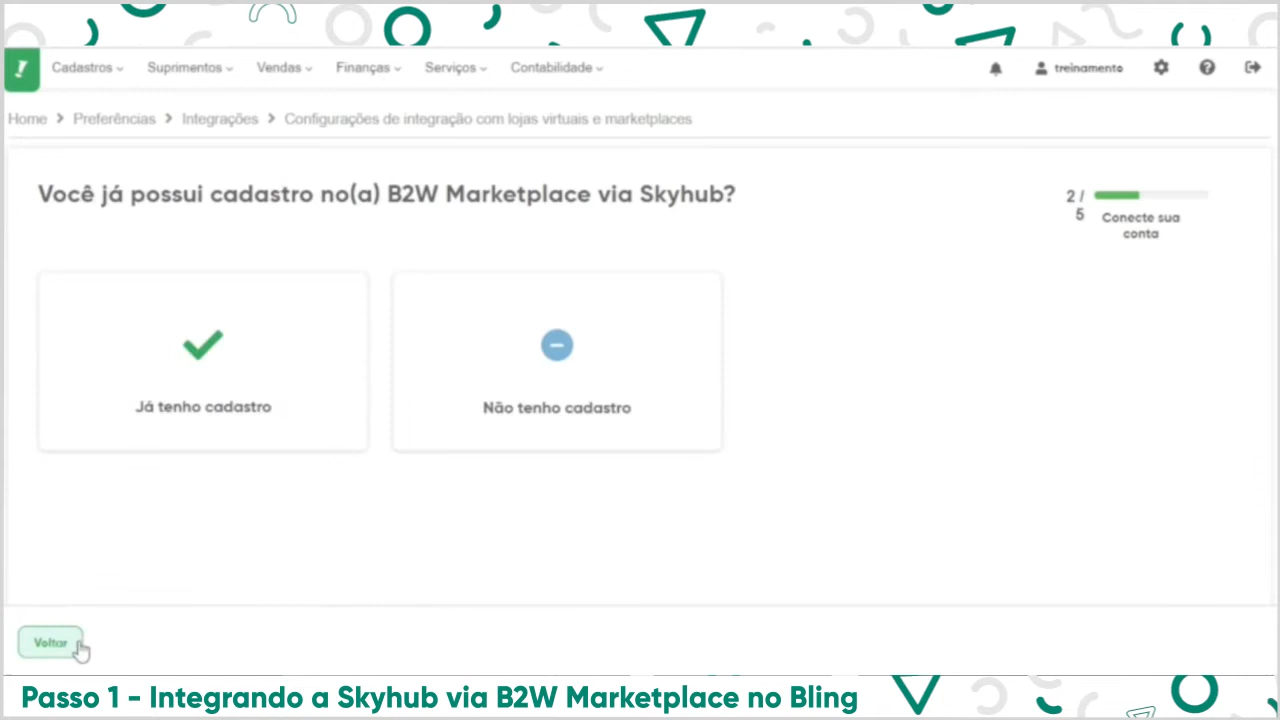 Cadastros Suprimentos Vendas Finanças Serviços Contabilidade treinamento
Home > Preferências > Integrações > Configurações de integração com lojas virtuais e marketplaces
Você já possui cadastro no(a) B2W Marketplace via Skyhub?
2 /
5
Conecte sua
conta
Já tenho cadastro
Não tenho cadastro
Voltar
Passo 1 - Integrando a Skyhub via B2W Marketplace no Bling